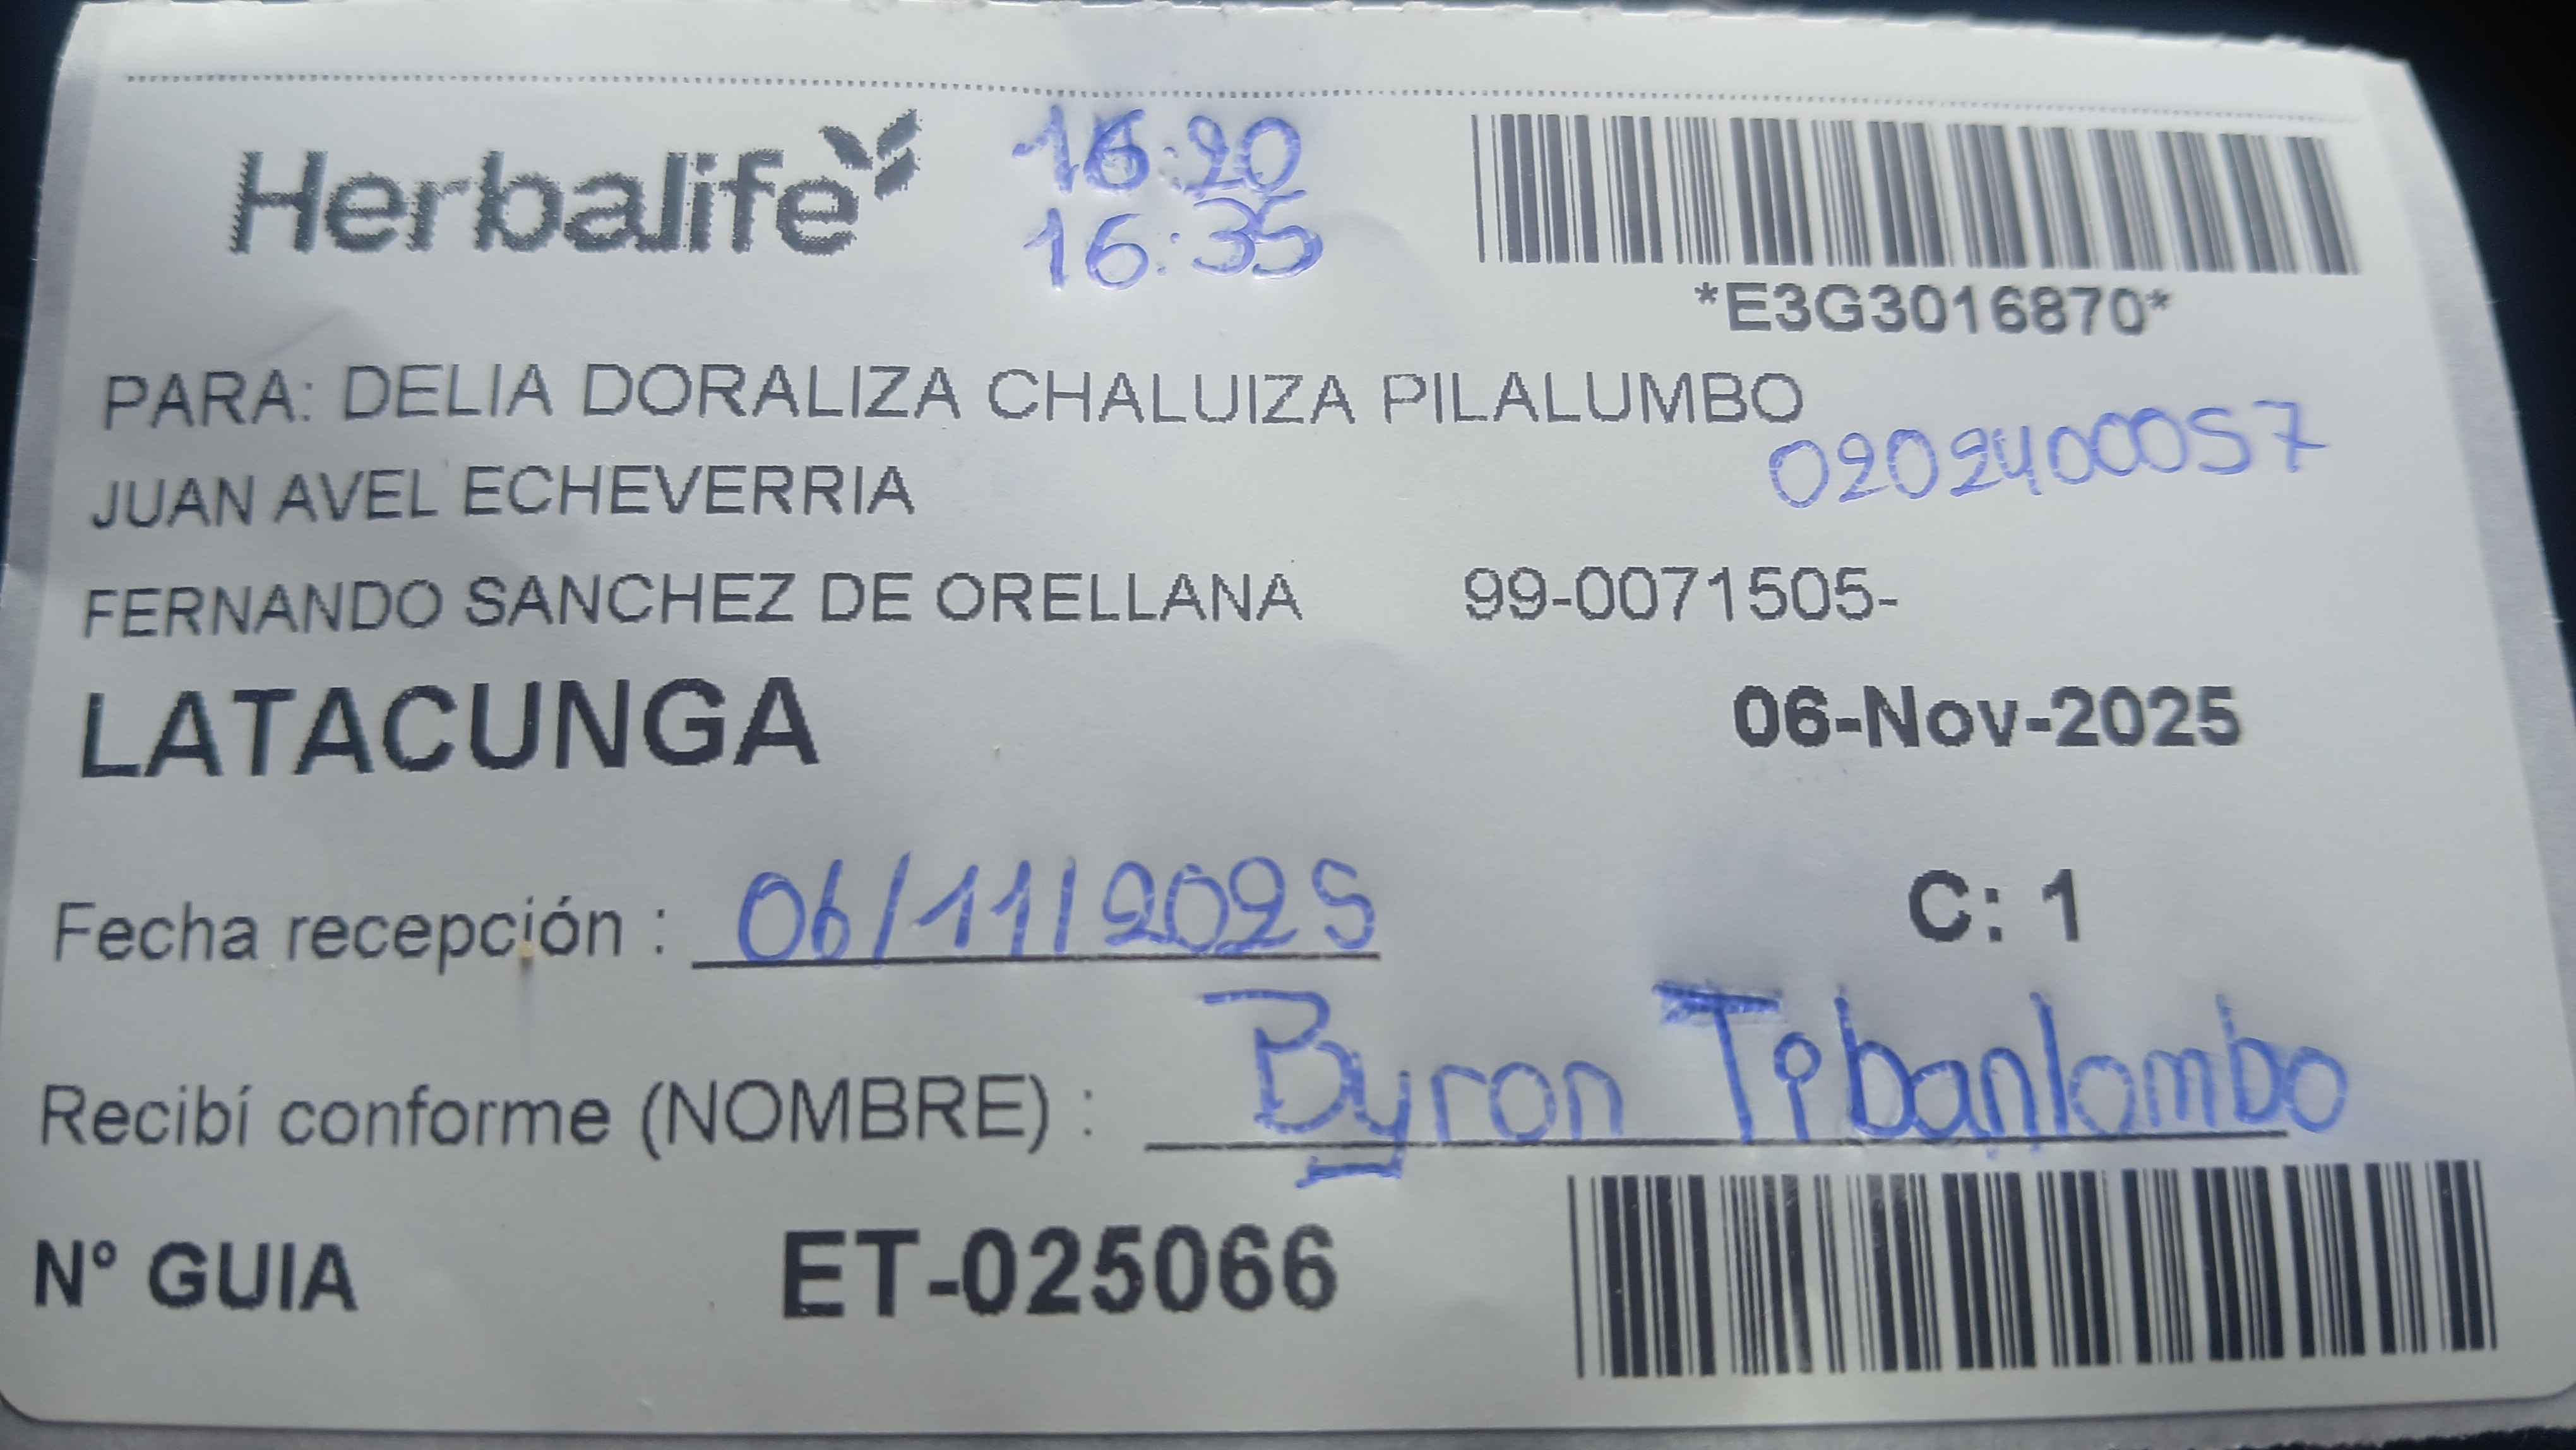 Herbalife
16:20
16:35
*E3G3016870*
PARA: DELIA DORALIZA CHALUIZA PILALUMBO
0202400057
JUAN AVEL ECHEVERRIA
FERNANDO SANCHEZ DE ORELLANA 99-0071505-
LATACUNGA 06-Nov-2025
Fecha recepción : 06/11/2025 C: 1
Recibí conforme (NOMBRE) : Byron Tibanlombo
N° GUIA ET-025066